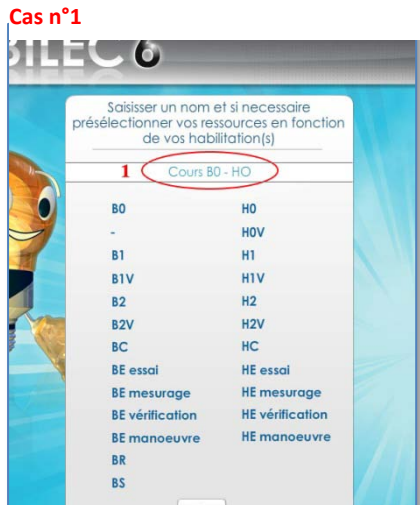 Cas n°1
BILEC 6
Saisisser un nom et si necessaire
présélectionner vos ressources en fonction
de vos habilitation(s)
1 Cours B0 - HO
B0 H0
- H0V
B1 H1
B1V H1V
B2 H2
B2V H2V
BC HC
BE essai HE essai
BE mesurage HE mesurage
BE vérification HE vérification
BE manoeuvre HE manoeuvre
BR
BS